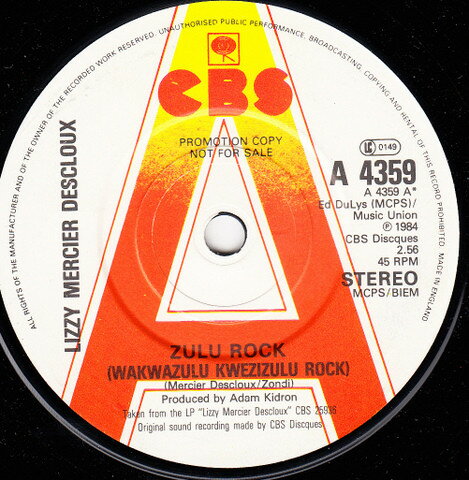 ALL RIGHTS OF THE MANUFACTURER AND OF THE OWNER OF THE RECORDED WORK RESERVED. UNAUTHORISED PUBLIC PERFORMANCE, BROADCASTING, COPYING AND RENTAL OF THIS RECORD PROHIBITED. MADE IN ENGLAND
CBS
PROMOTION COPY
NOT FOR SALE
LIZZY MERCIER DESCLOUX
LC 0149
A 4359
A 4359 A*
Ed DuLys (MCPS)/
Music Union
℗ 1984
CBS Discques
2.56
45 RPM
STEREO
MCPS/BIEM
A
ZULU ROCK
(WAKWAZULU KWEZIZULU ROCK)
(Mercier Descloux/Zondi)
Produced by Adam Kidron
Taken from the LP "Lizzy Mercier Descloux" CBS 25938
Original sound recording made by CBS Discques